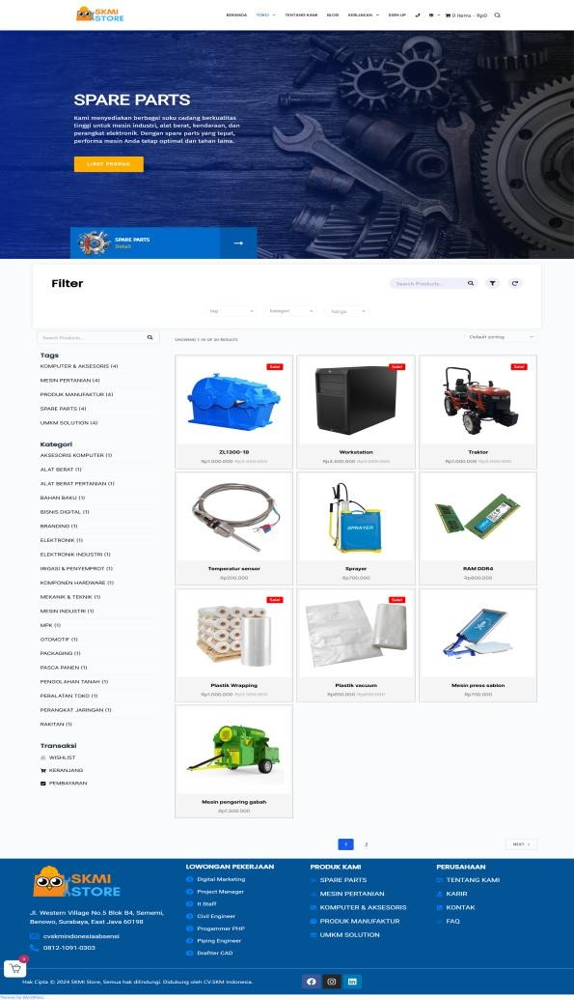 SKMI
STORE
BERANDA TOKO TENTANG KAMI BLOG KEBIJAKAN SIGN UP 0 items - Rp0
SPARE PARTS
Kami menyediakan berbagai suku cadang berkualitas
tinggi untuk mesin industri, alat berat, kendaraan, dan
perangkat elektronik. Dengan spare parts yang tepat,
performa mesin Anda tetap optimal dan tahan lama.
LIHAT PRODUK
SPARE PARTS
Detail
Filter
Search Products...
tag kategori harga
Search Products...
SHOWING 1-10 OF 20 RESULTS
Default sorting
Tags
KOMPUTER & AKSESORIS (4)
MESIN PERTANIAN (4)
PRODUK MANUFAKTUR (4)
SPARE PARTS (4)
UMKM SOLUTION (4)
Kategori
AKSESORIS KOMPUTER (1)
ALAT BERAT (1)
ALAT BERAT PERTANIAN (1)
BAHAN BAKU (1)
BISNIS DIGITAL (1)
BRANDING (1)
ELEKTRONIK (1)
ELEKTRONIK INDUSTRI (1)
IRIGASI & PENYEMPROT (1)
KOMPONEN HARDWARE (1)
MEKANIK & TEKNIK (1)
MESIN INDUSTRI (1)
MPK (1)
OTOMOTIF (1)
PACKAGING (1)
PASCA PANEN (1)
PENGOLAHAN TANAH (1)
PERALATAN TOKO (1)
PERANGKAT JARINGAN (1)
RAKITAN (1)
Transaksi
WISHLIST
KERANJANG
PEMBAYARAN
Sale! Sale! Sale!
ZL1300-18 Workstation Traktor
Rp1.000.000 Rp4.500.000 Rp1.000.000
SPRAYER
Temperatur sensor Sprayer RAM DDR4
Rp200.000 Rp700.000 Rp800.000
Sale! Sale!
Plastik Wrapping Plastik vacuum Mesin press sablon
Rp1.000.000 Rp650.000 Rp700.000
Mesin pengering gabah
Rp1.500.000
1 2 NEXT
SKMI
STORE
Jl. Western Village No.5 Blok B4, Sememi,
Benowo, Surabaya, East Java 60198
cvskmindonesiaabsensi
0812-1091-0303
LOWONGAN PEKERJAAN
Digital Marketing
Project Manager
It Staff
Civil Engineer
Progammer PHP
Piping Engineer
Draftter CAD
PRODUK KAMI
SPARE PARTS
MESIN PERTANIAN
KOMPUTER & AKSESORIS
PRODUK MANUFAKTUR
UMKM SOLUTION
PERUSAHAAN
TENTANG KAMI
KARIR
KONTAK
FAQ
0
Hak Cipta © 2024 SKMI Store, Semua hak dilindungi. Didukung oleh CV.SKM Indonesia.
Themes by WordPress